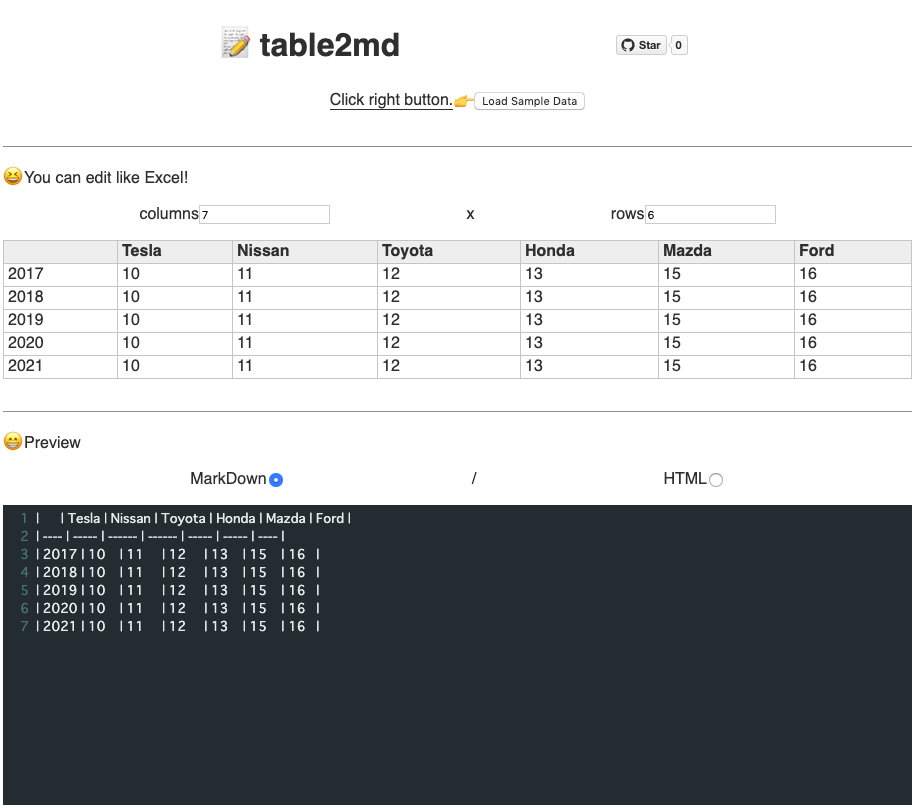 📝 table2md
Star 0
Click right button.👉 Load Sample Data
😆You can edit like Excel!
columns 7 x rows 6
Tesla Nissan Toyota Honda Mazda Ford
2017 10 11 12 13 15 16
2018 10 11 12 13 15 16
2019 10 11 12 13 15 16
2020 10 11 12 13 15 16
2021 10 11 12 13 15 16
😁Preview
MarkDown / HTML
1 |      | Tesla | Nissan | Toyota | Honda | Mazda | Ford |
2 | ---- | ----- | ------ | ------ | ----- | ----- | ---- |
3 | 2017 | 10    | 11     | 12     | 13    | 15    | 16   |
4 | 2018 | 10    | 11     | 12     | 13    | 15    | 16   |
5 | 2019 | 10    | 11     | 12     | 13    | 15    | 16   |
6 | 2020 | 10    | 11     | 12     | 13    | 15    | 16   |
7 | 2021 | 10    | 11     | 12     | 13    | 15    | 16   |